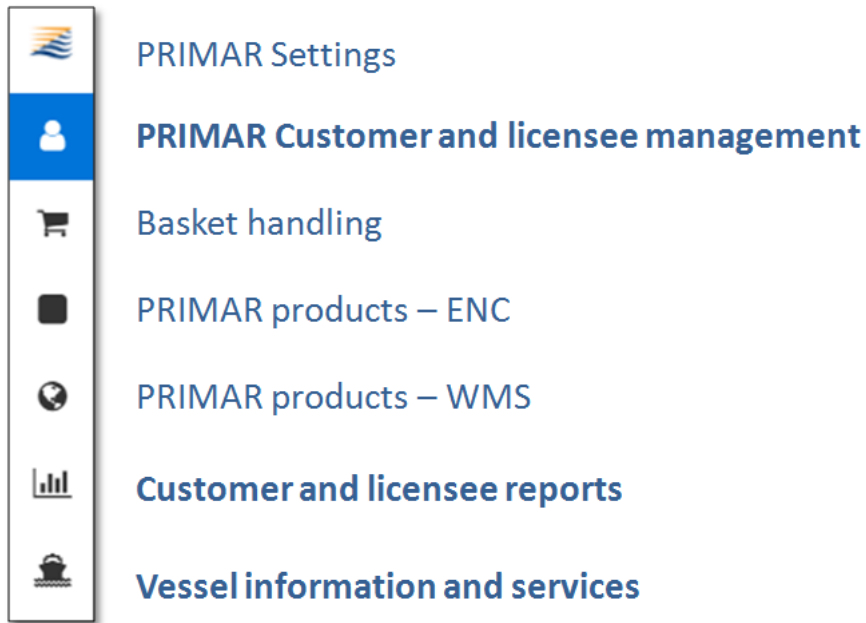 PRIMAR Settings
PRIMAR Customer and licensee management
Basket handling
PRIMAR products – ENC
PRIMAR products – WMS
Customer and licensee reports
Vessel information and services